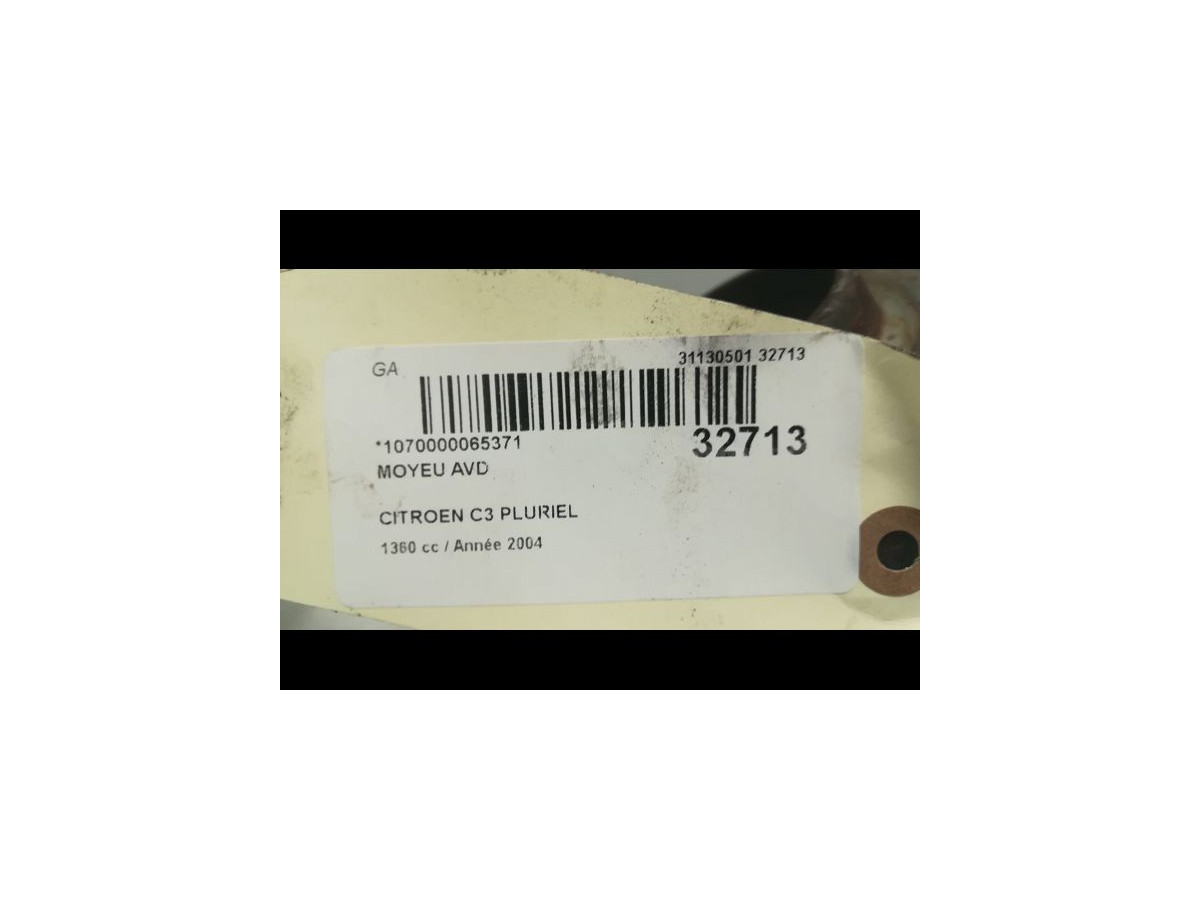 GA
31130501 32713
*1070000065371
32713
MOYEU AVD
CITROEN C3 PLURIEL
1360 cc / Année 2004